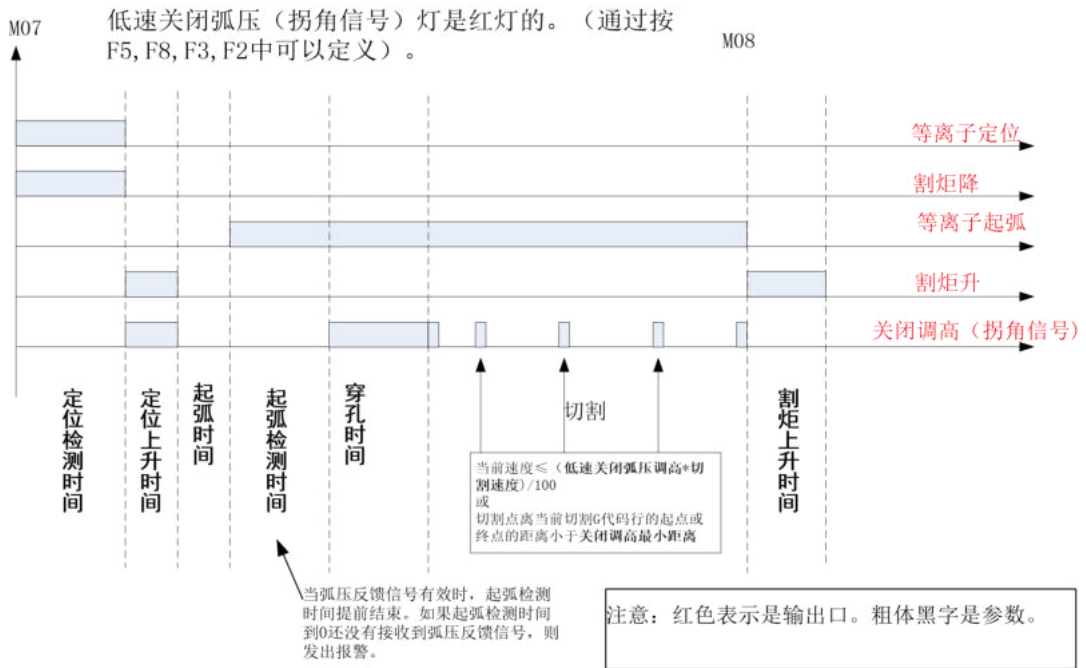 M07
低速关闭弧压（拐角信号）灯是红灯的。（通过按
F5,F8,F3,F2中可以定义）。
M08
等离子定位
割炬降
等离子起弧
割炬升
关闭调高（拐角信号）
定位检测时间
定位上升时间
起弧时间
起弧检测时间
穿孔时间
切割
割炬上升时间
当前速度≤（低速关闭弧压调高*切
割速度)/100
或
切割点离当前切割G代码行的起点或
终点的距离小于关闭调高最小距离
当弧压反馈信号有效时，起弧检测
时间提前结束。如果起弧检测时间
到0还没有接收到弧压反馈信号，则
发出报警。
注意：红色表示是输出口。粗体黑字是参数。